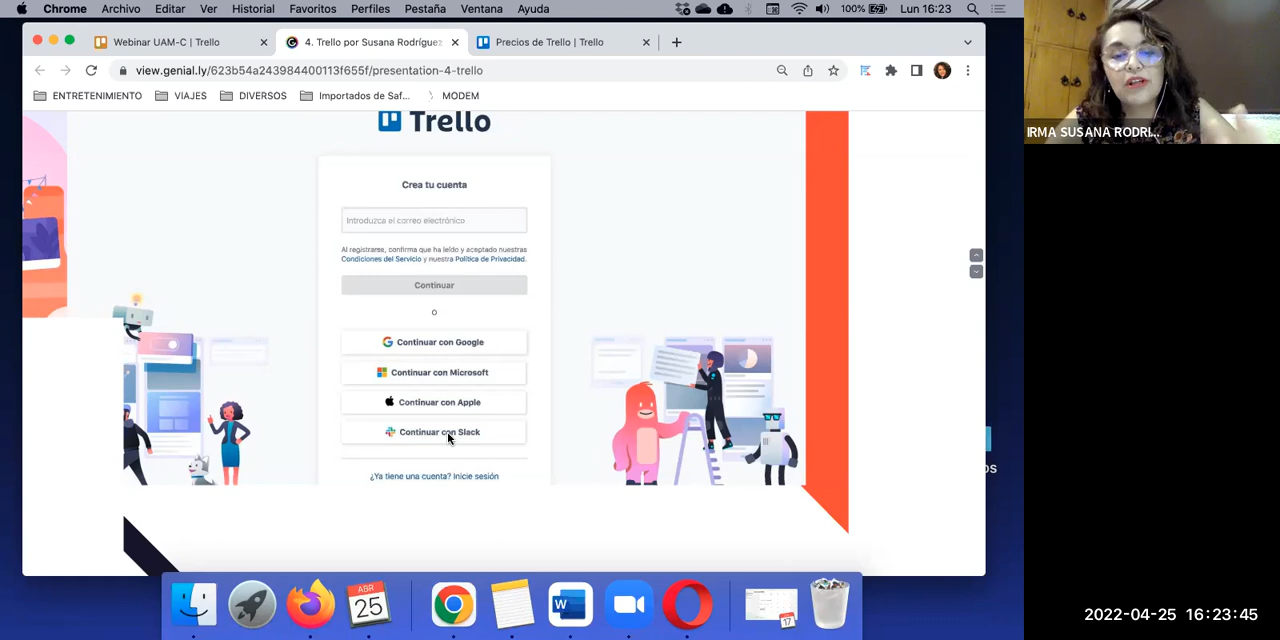 Chrome Archivo Editar Ver Historial Favoritos Perfiles Pestaña Ventana Ayuda 100% Lun 16:23
Webinar UAM-C | Trello 4. Trello por Susana Rodríguez Precios de Trello | Trello
view.genial.ly/623b54a243984400113f655f/presentation-4-trello
ENTRETENIMIENTO VIAJES DIVERSOS Importados de Saf... MODEM
Trello
Crea tu cuenta
Introduzca el correo electrónico
Al registrarse, confirma que ha leído y aceptado nuestras
Condiciones del Servicio y nuestra Política de Privacidad.
Continuar
O
Continuar con Google
Continuar con Microsoft
Continuar con Apple
Continuar con Slack
¿Ya tiene una cuenta? Inicie sesión
IRMA SUSANA RODRI...
ABR
25
17
2022-04-25 16:23:45